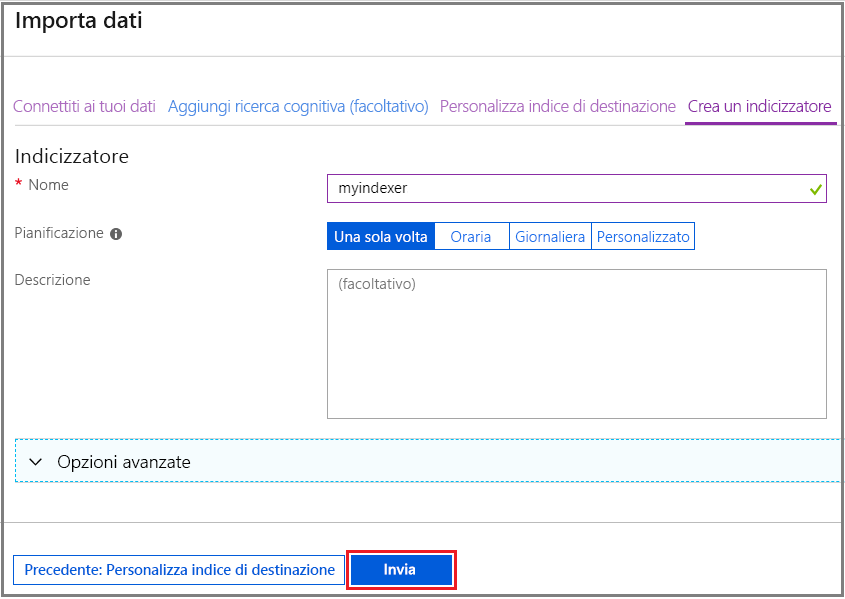 Importa dati
Connettiti ai tuoi dati Aggiungi ricerca cognitiva (facoltativo) Personalizza indice di destinazione Crea un indicizzatore
Indicizzatore
* Nome
myindexer
Pianificazione
Una sola volta Oraria Giornaliera Personalizzato
Descrizione
(facoltativo)
Opzioni avanzate
Precedente: Personalizza indice di destinazione Invia